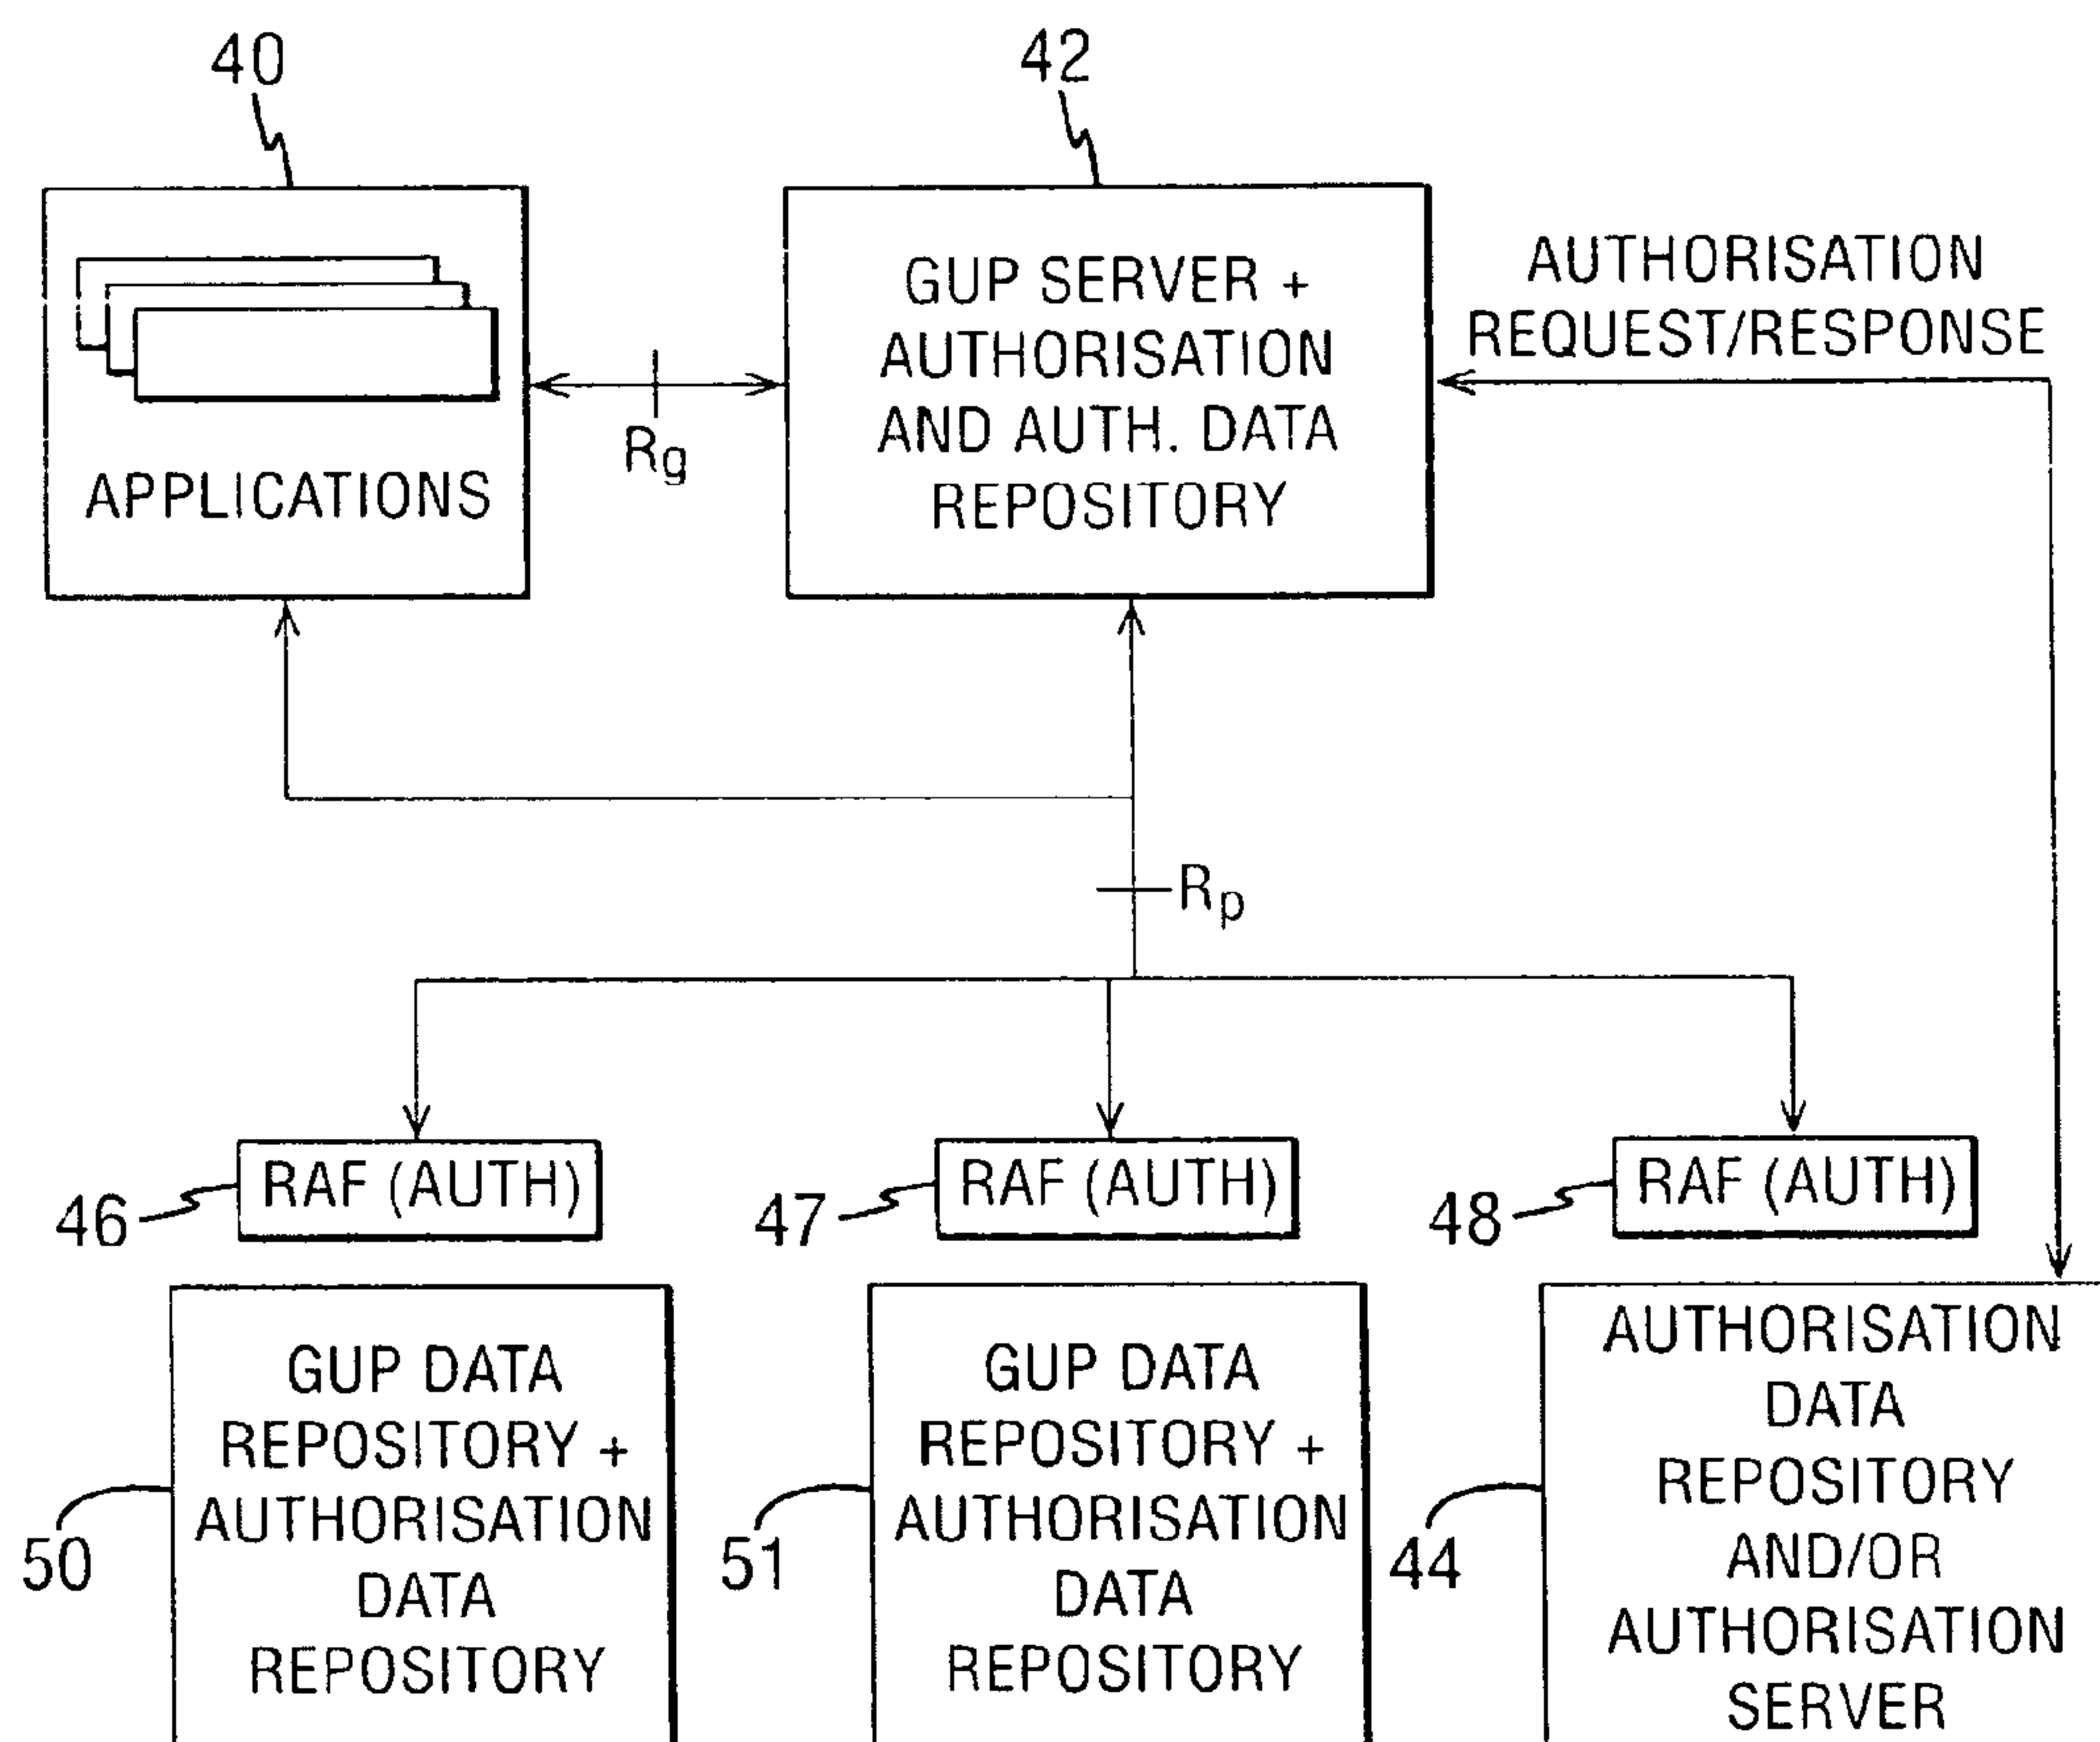 40
42
GUP SERVER +
AUTHORISATION
AND AUTH. DATA
REPOSITORY
AUTHORISATION
REQUEST/RESPONSE
APPLICATIONS
Rg
Rp
RAF (AUTH)
RAF (AUTH)
RAF (AUTH)
46
47
48
GUP DATA
REPOSITORY +
AUTHORISATION
DATA
REPOSITORY
50
GUP DATA
REPOSITORY +
AUTHORISATION
DATA
REPOSITORY
51
AUTHORISATION
DATA
REPOSITORY
AND/OR
AUTHORISATION
SERVER
44